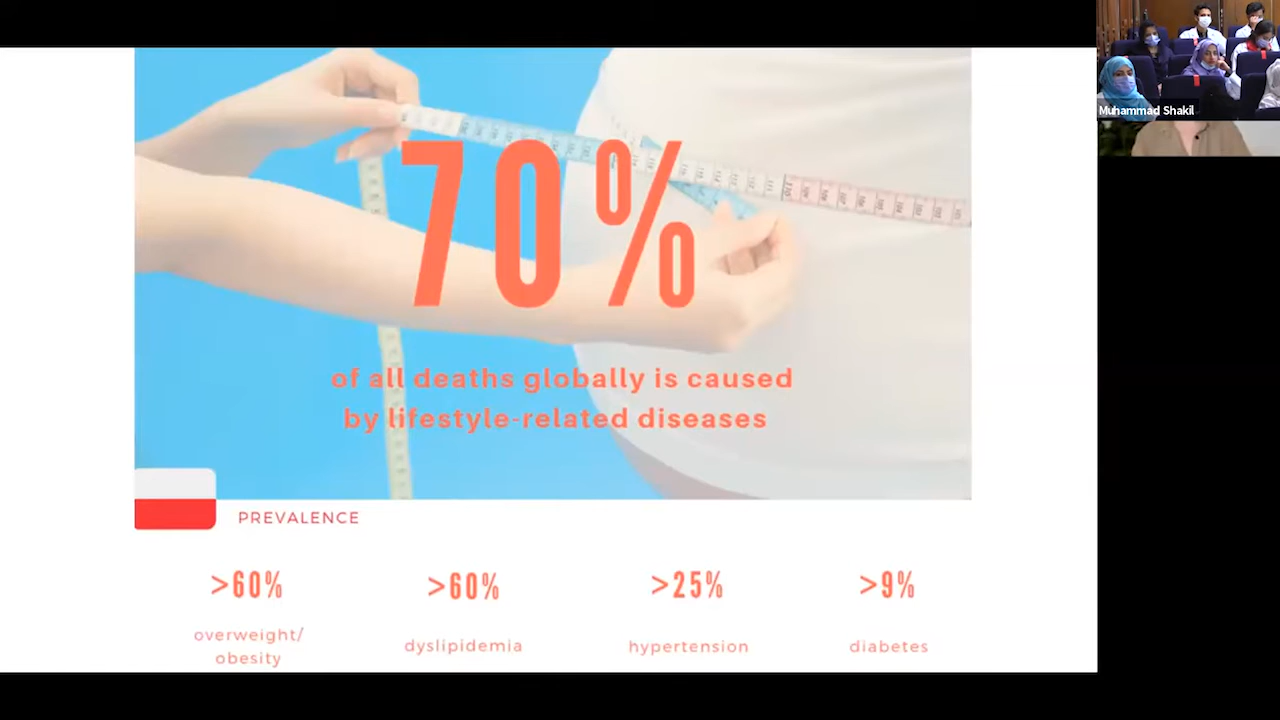 70%
of all deaths globally is caused
by lifestyle-related diseases
PREVALENCE
>60%
>60%
>25%
>9%
overweight/
obesity
dyslipidemia
hypertension
diabetes
Muhammad Shakil